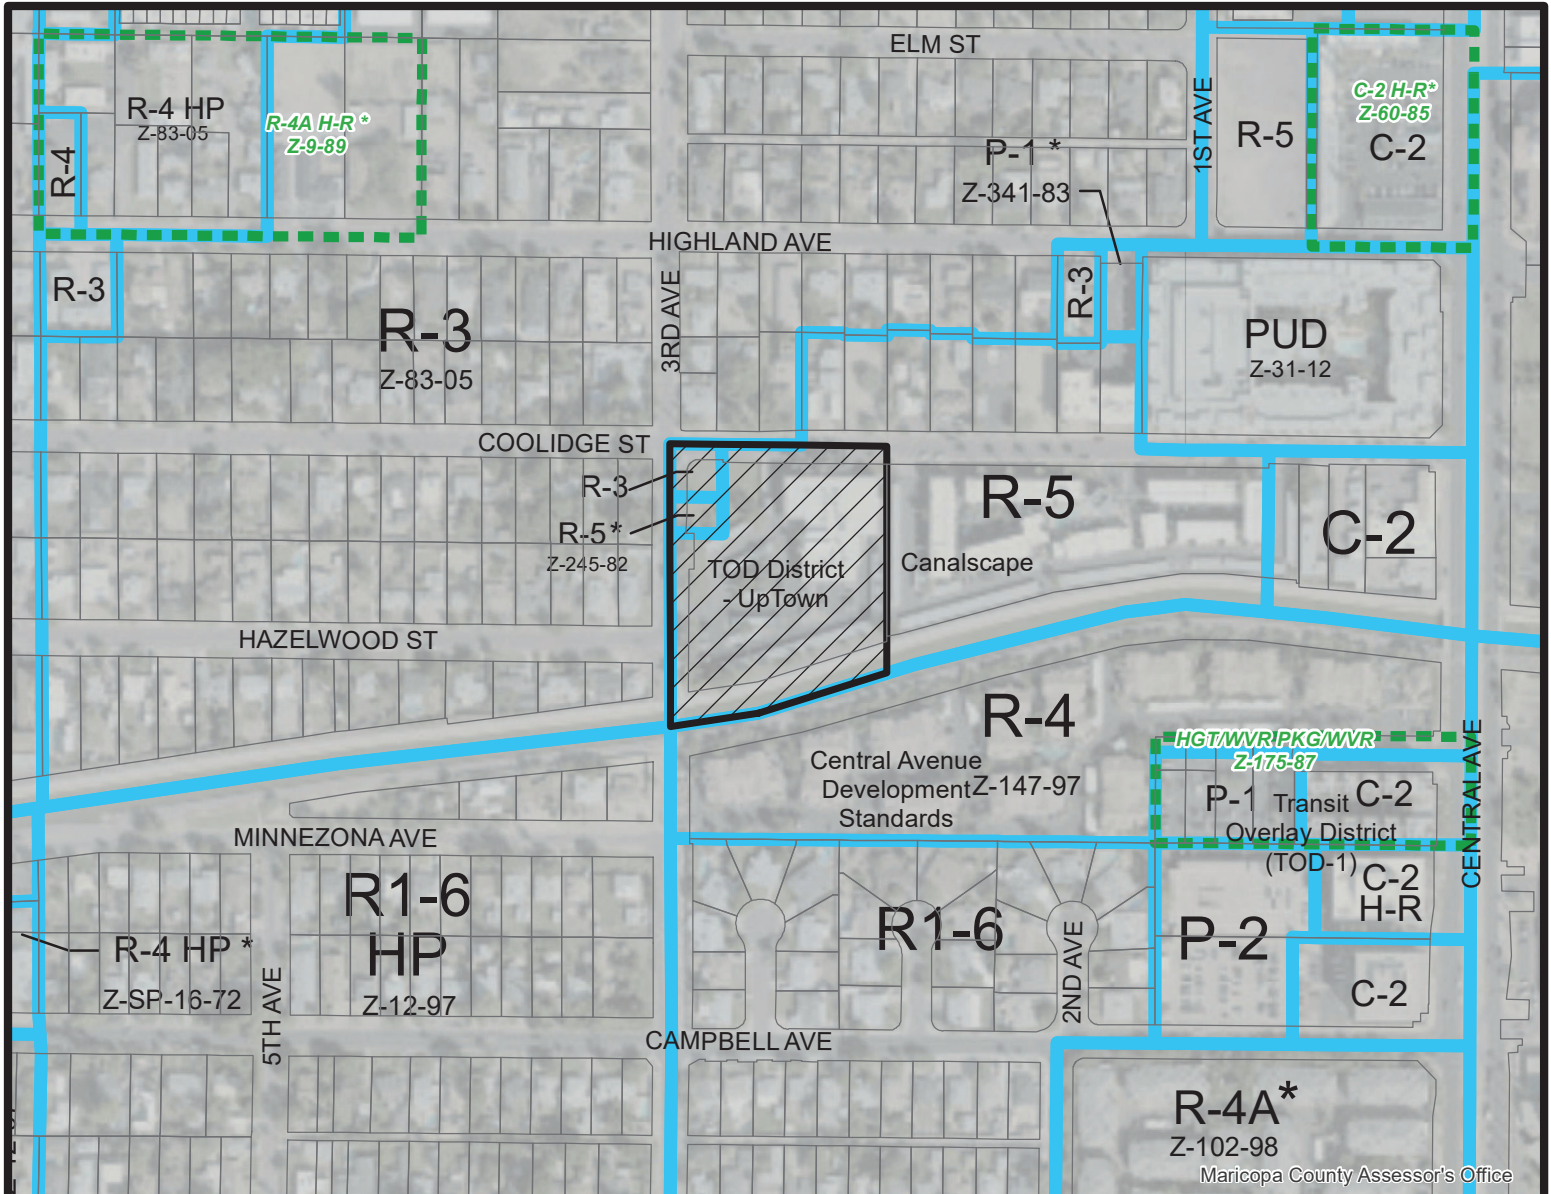 ELM ST
R-4 HP
Z-83-05
R-4A H-R *
Z-9-89
R-4
P-1 *
Z-341-83
1ST AVE
R-5
C-2 H-R*
Z-60-85
C-2
HIGHLAND AVE
R-3
R-3
Z-83-05
3RD AVE
R-3
PUD
Z-31-12
COOLIDGE ST
R-3
R-5*
Z-245-82
TOD District
- UpTown
R-5
Canalscape
C-2
HAZELWOOD ST
R-4
Central Avenue
Development
Standards
Z-147-97
HGT/WVR PKG/WVR
Z-175-87
P-1
Transit
Overlay District
(TOD-1)
C-2
CENTRAL AVE
MINNEZONA AVE
R1-6
HP
Z-12-97
R-4 HP *
Z-SP-16-72
5TH AVE
R1-6
2ND AVE
P-2
C-2
H-R
C-2
CAMPBELL AVE
R-4A*
Z-102-98
Maricopa County Assessor's Office